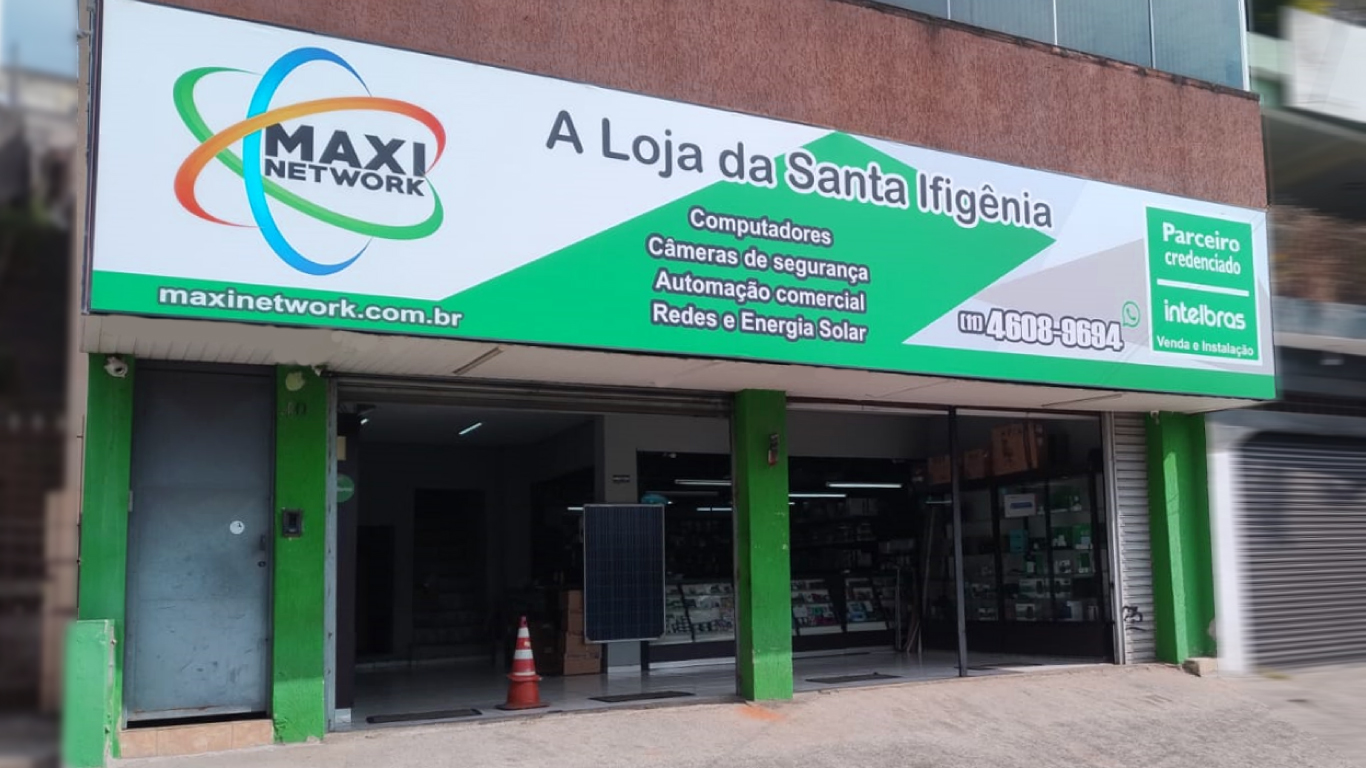 MAXI
NETWORK
maxinetwork.com.br
A Loja da Santa Ifigênia
Computadores
Câmeras de segurança
Automação comercial
Redes e Energia Solar
(11) 4608-9694
Parceiro
credenciado
intelbras
Venda e Instalação